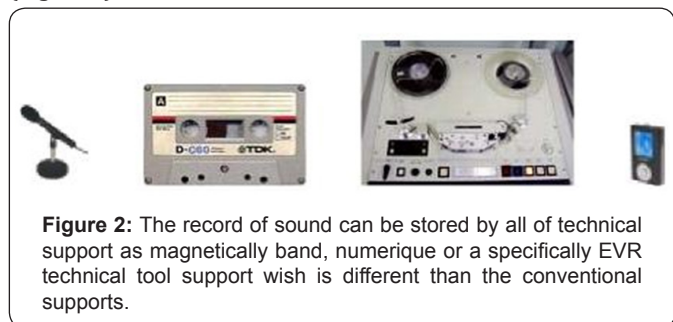 A
D-C60 TDK
Figure 2: The record of sound can be stored by all of technical
support as magnetically band, numerique or a specifically EVR
technical tool support wish is different than the conventional
supports.